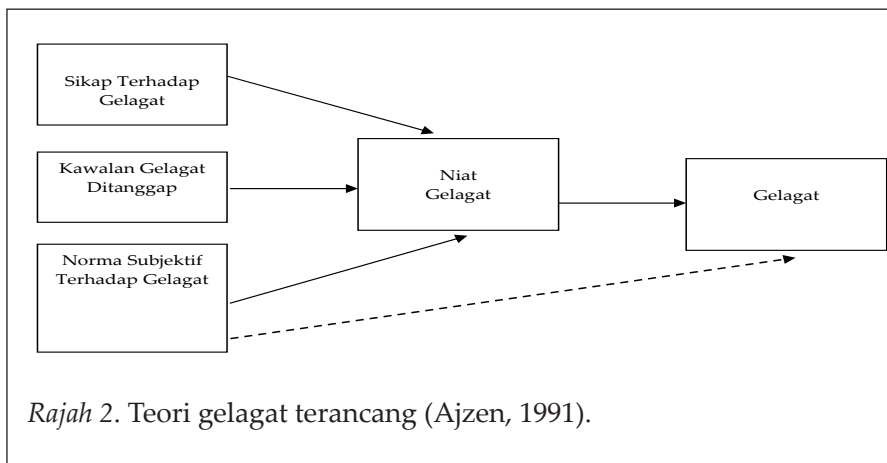 Sikap Terhadap
Gelagat
Kawalan Gelagat
Ditanggap
Norma Subjektif
Terhadap Gelagat
Niat
Gelagat
Gelagat
Rajah 2. Teori gelagat terancang (Ajzen, 1991).